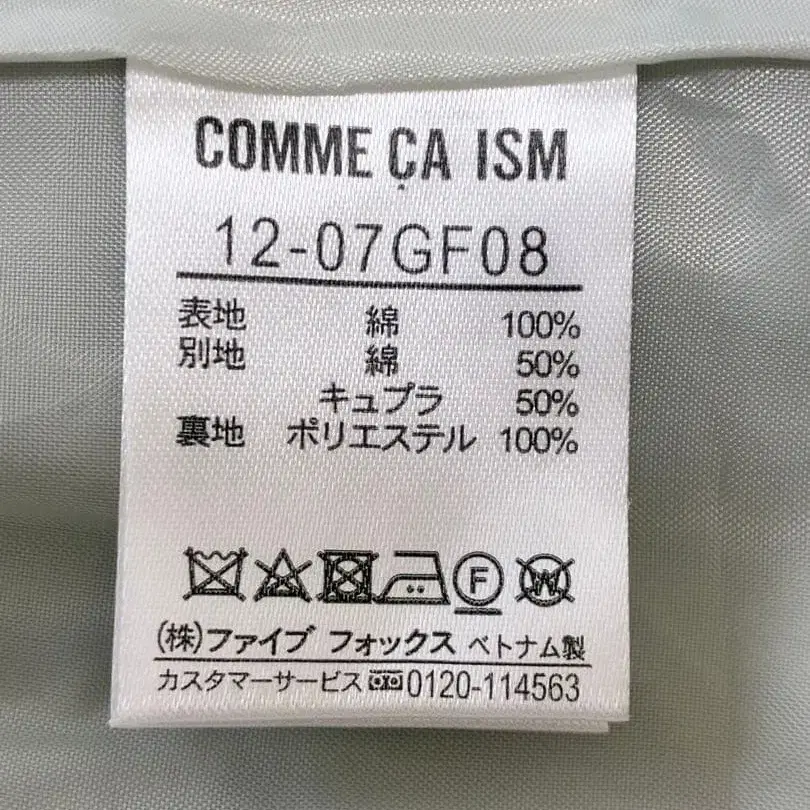 COMME ÇA ISM
12-07GF08
表地 綿 100%
別地 綿 50%
キュプラ 50%
裏地 ポリエステル 100%
F W
(株)ファイブ フォックス ベトナム製
カスタマーサービス 0120-114563